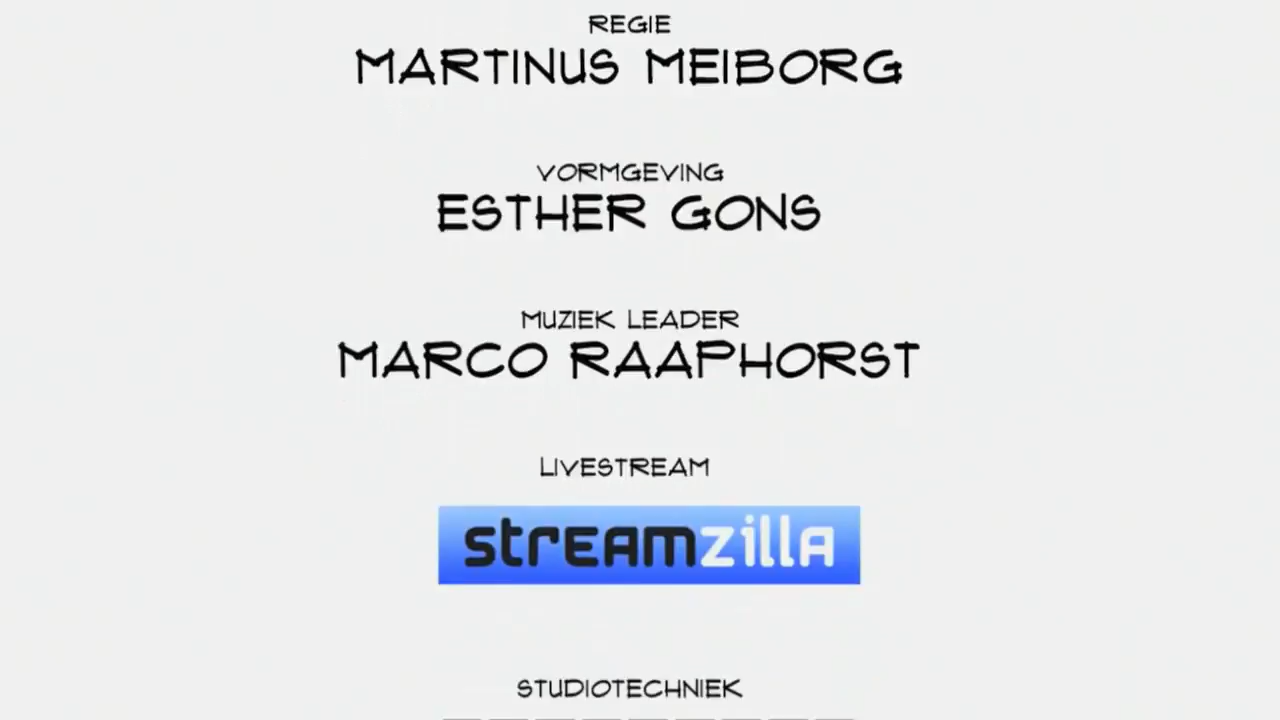 REGIE
MARTINUS MEIBORG
VORMGEVING
ESTHER GONS
MUZIEK LEADER
MARCO RAAPHORST
LIVESTREAM
streamzilla
STUDIOTECHNIEK